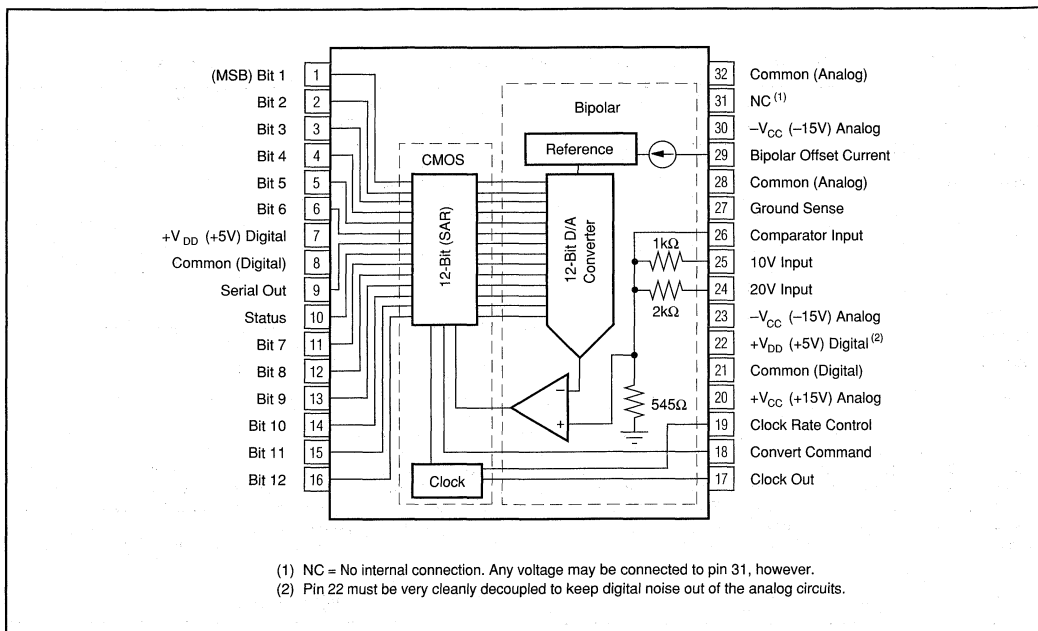 (MSB) Bit 1 1
Bit 2 2
Bit 3 3
Bit 4 4
Bit 5 5
Bit 6 6
+VDD (+5V) Digital 7
Common (Digital) 8
Serial Out 9
Status 10
Bit 7 11
Bit 8 12
Bit 9 13
Bit 10 14
Bit 11 15
Bit 12 16
CMOS
12-Bit (SAR)
Clock
Bipolar
Reference
12-Bit D/A
Converter
−
+
1kΩ
2kΩ
545Ω
32 Common (Analog)
31 NC(1)
30 –VCC (–15V) Analog
29 Bipolar Offset Current
28 Common (Analog)
27 Ground Sense
26 Comparator Input
25 10V Input
24 20V Input
23 –VCC (–15V) Analog
22 +VDD (+5V) Digital(2)
21 Common (Digital)
20 +VCC (+15V) Analog
19 Clock Rate Control
18 Convert Command
17 Clock Out
(1) NC = No internal connection. Any voltage may be connected to pin 31, however.
(2) Pin 22 must be very cleanly decoupled to keep digital noise out of the analog circuits.